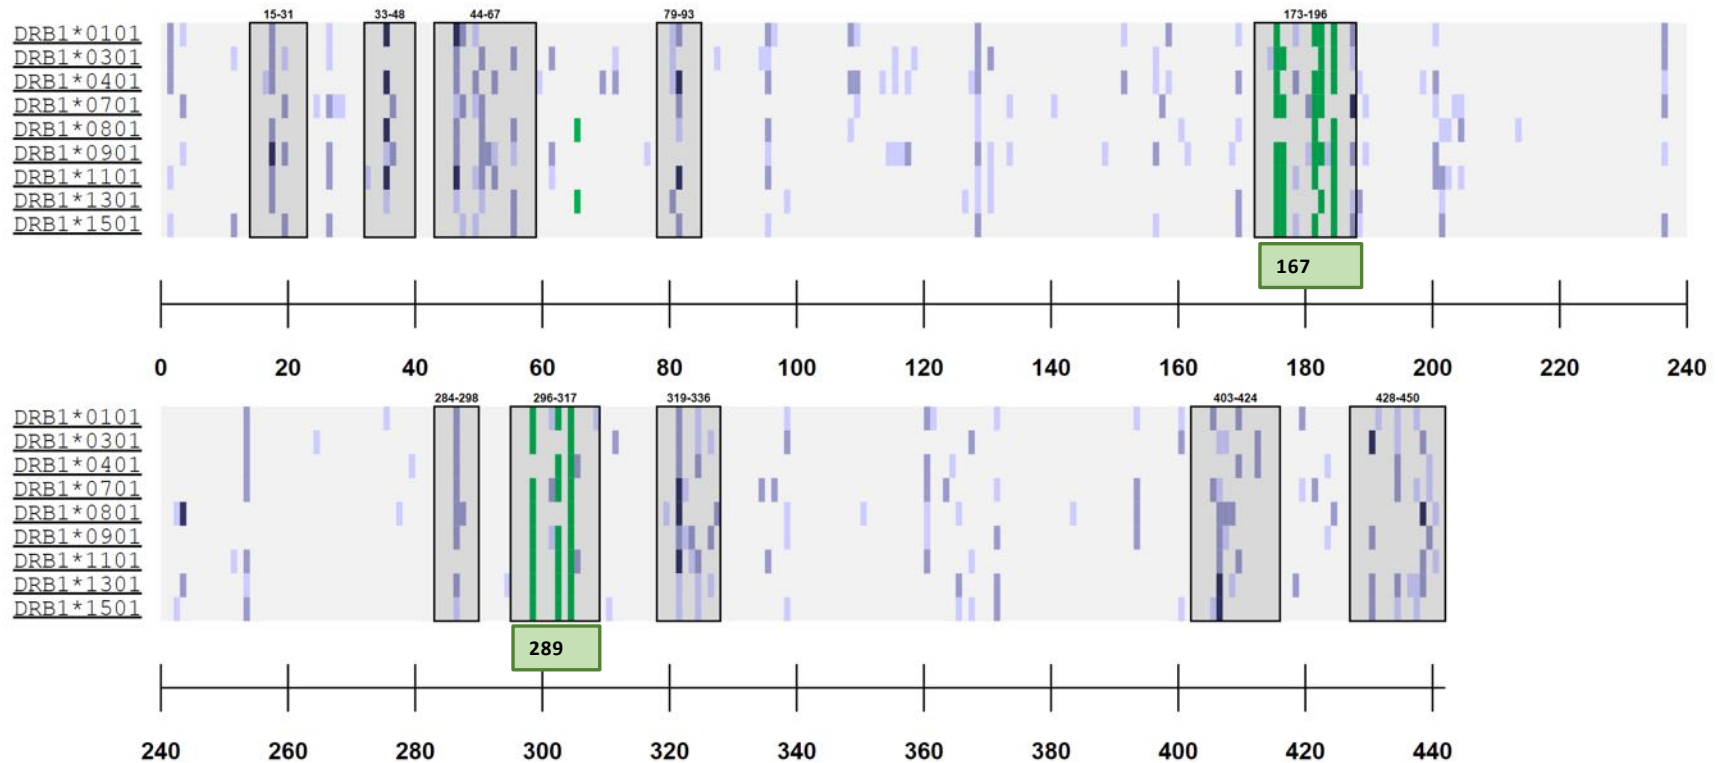 15-31 33-48 44-67 79-93 173-196
DRB1*0101
DRB1*0301
DRB1*0401
DRB1*0701
DRB1*0801
DRB1*0901
DRB1*1101
DRB1*1301
DRB1*1501
167
0 20 40 60 80 100 120 140 160 180 200 220 240
284-298 296-317 319-336 403-424 428-450
DRB1*0101
DRB1*0301
DRB1*0401
DRB1*0701
DRB1*0801
DRB1*0901
DRB1*1101
DRB1*1301
DRB1*1501
289
240 260 280 300 320 340 360 380 400 420 440